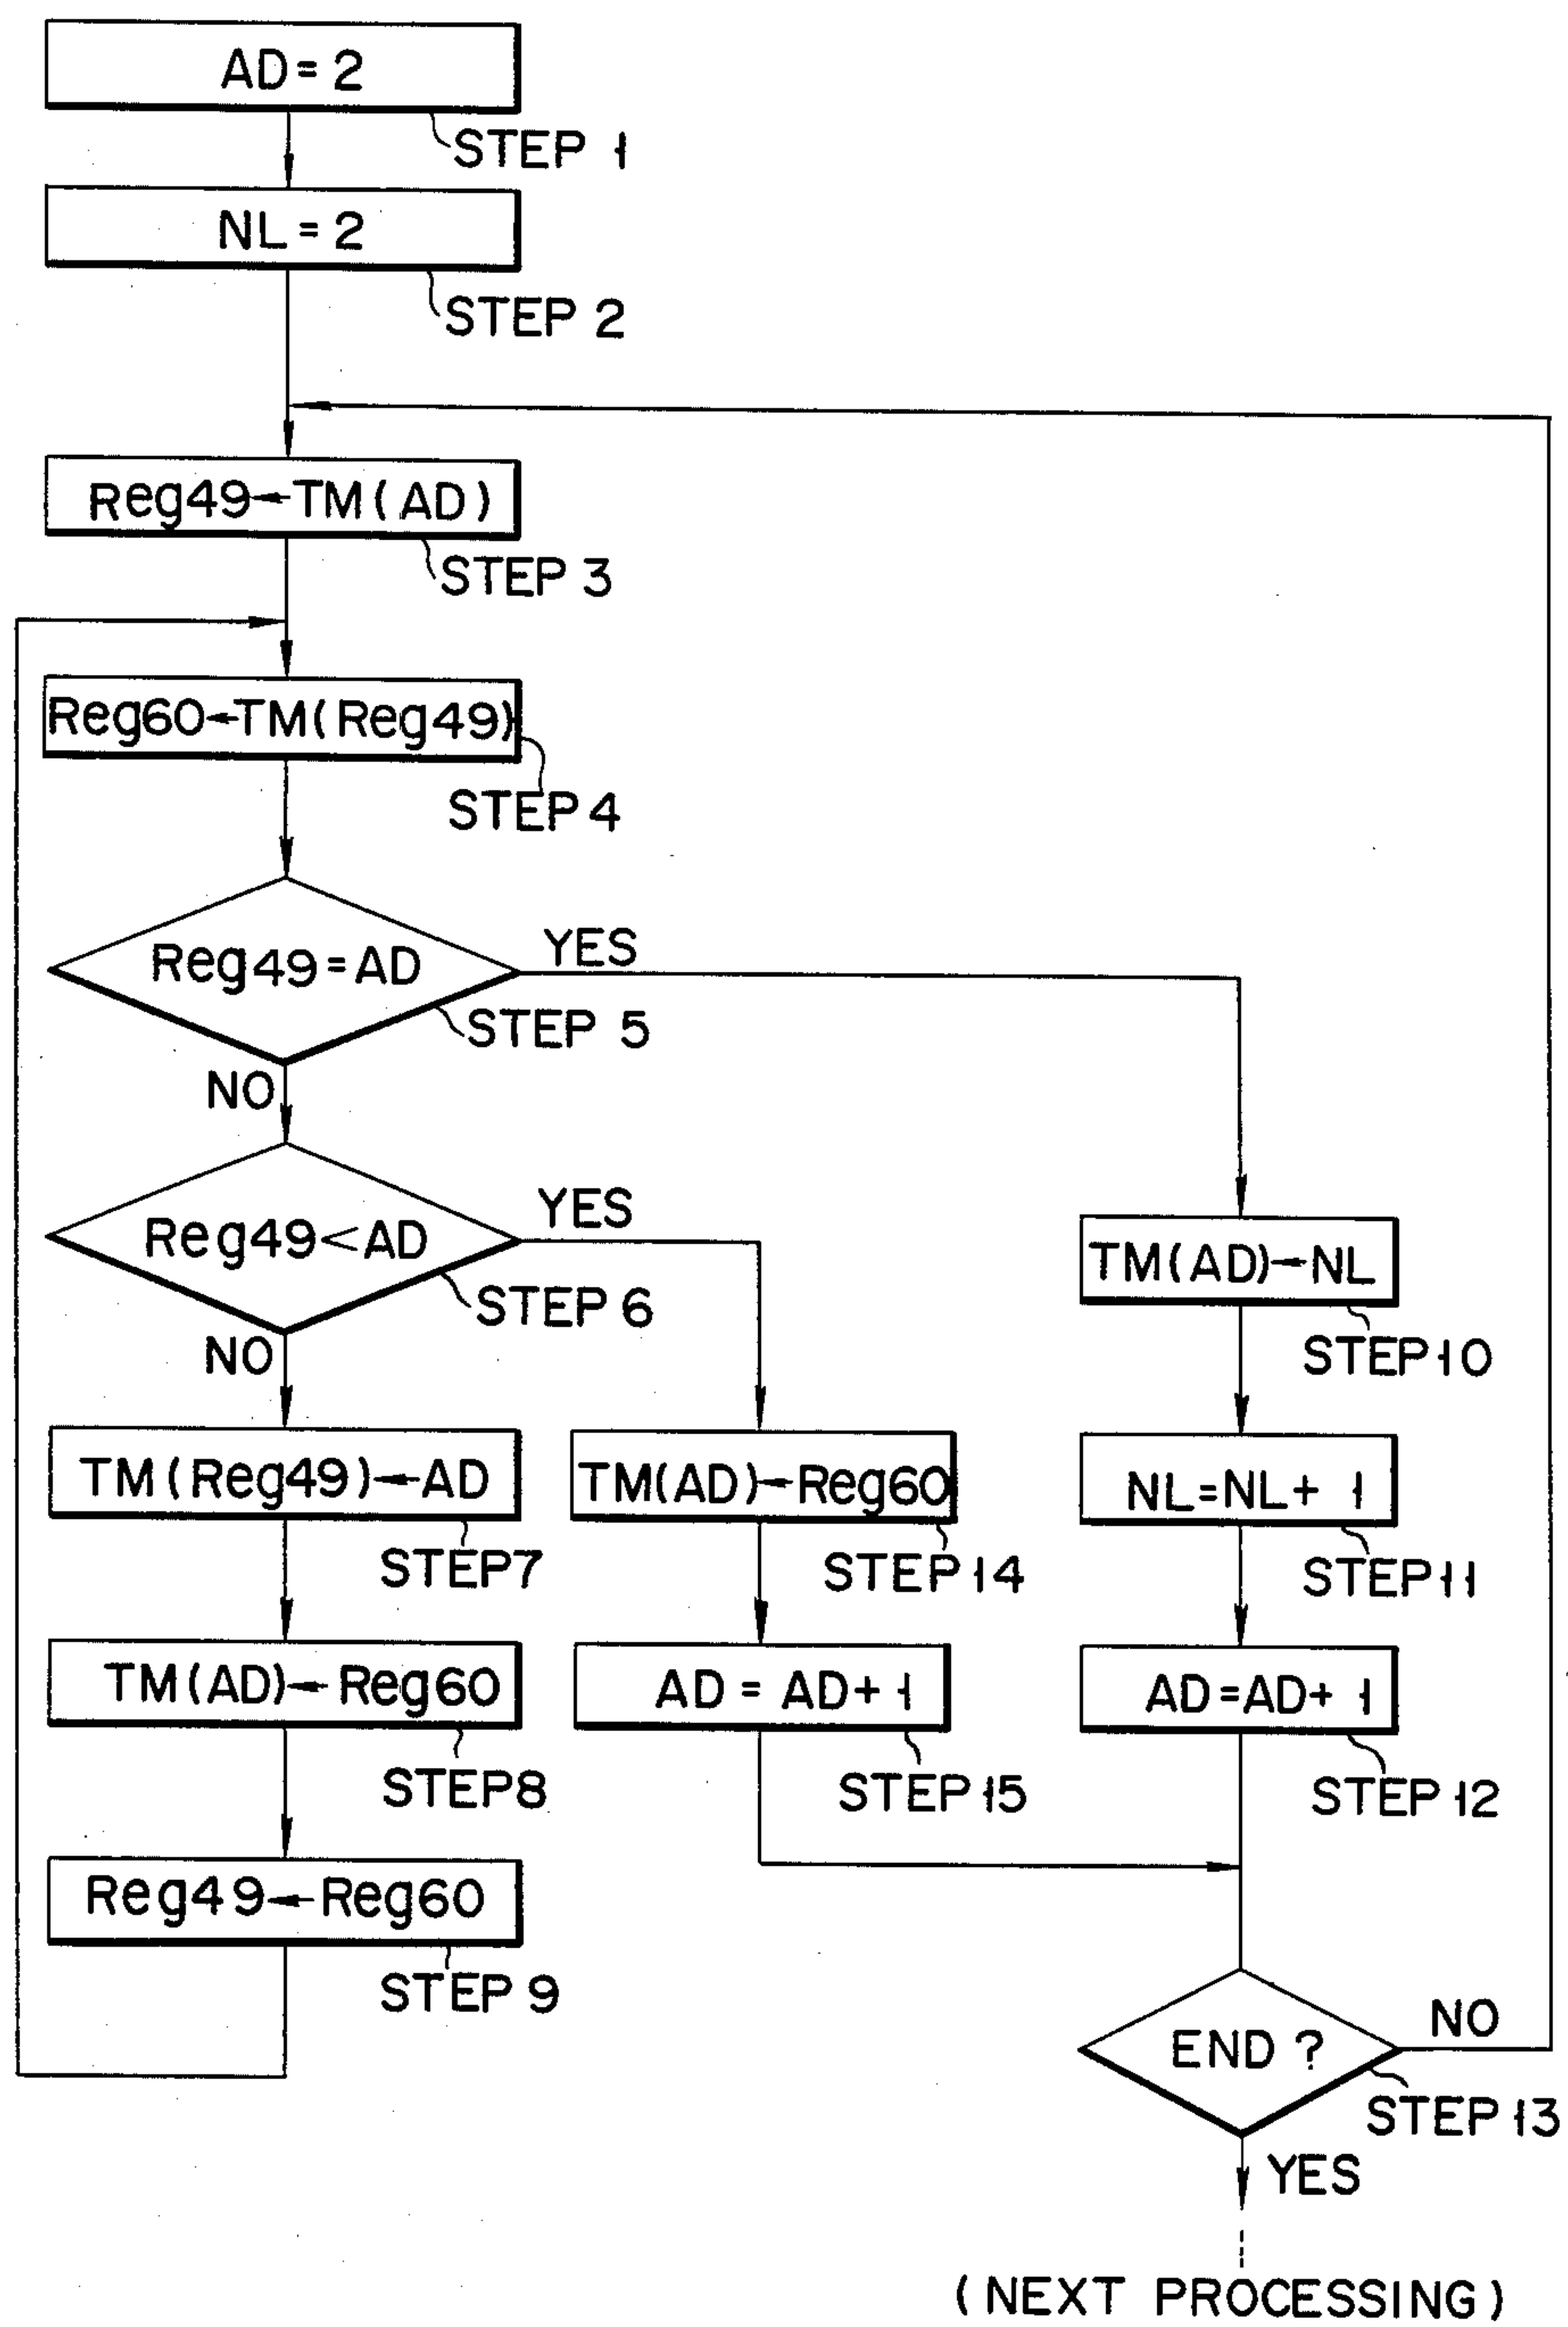 AD = 2
STEP 1
NL = 2
STEP 2
Reg49←TM(AD)
STEP 3
Reg60←TM(Reg49)
STEP 4
Reg49=AD
YES
STEP 5
NO
Reg49<AD
YES
STEP 6
NO
TM(Reg49)←AD
STEP 7
TM(AD)←Reg60
STEP 8
Reg49←Reg60
STEP 9
TM(AD)←Reg60
STEP 14
AD = AD+1
STEP 15
TM(AD)←NL
STEP 10
NL=NL+1
STEP 11
AD=AD+1
STEP 12
END ?
NO
STEP 13
YES
(NEXT PROCESSING)